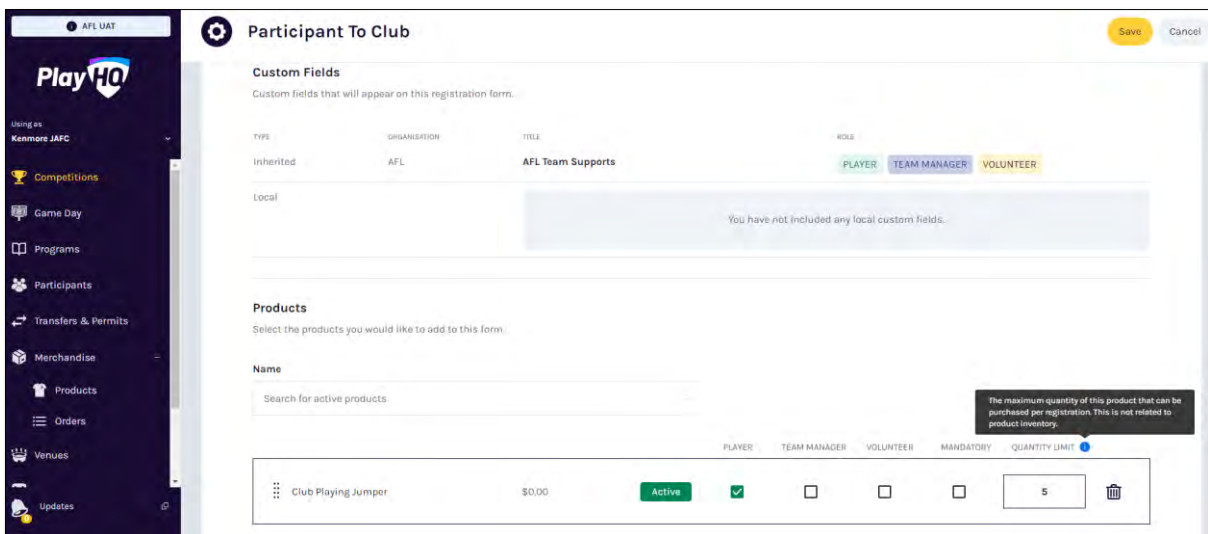 AFL UAT
Participant To Club
Save
Cancel
PlayHQ
Using as
Kenmore JAFC
Competitions
Game Day
Programs
Participants
Transfers & Permits
Merchandise
Products
Orders
Venues
Updates
0
Custom Fields
Custom fields that will appear on this registration form.
TYPE ORGANISATION TITLE ROLE
Inherited AFL AFL Team Supports PLAYER TEAM MANAGER VOLUNTEER
Local
You have not included any local custom fields.
Products
Select the products you would like to add to this form.
Name
Search for active products
The maximum quantity of this product that can be
purchased per registration. This is not related to
product inventory.
PLAYER TEAM MANAGER VOLUNTEER MANDATORY QUANTITY LIMIT
Club Playing Jumper $0.00 Active 5